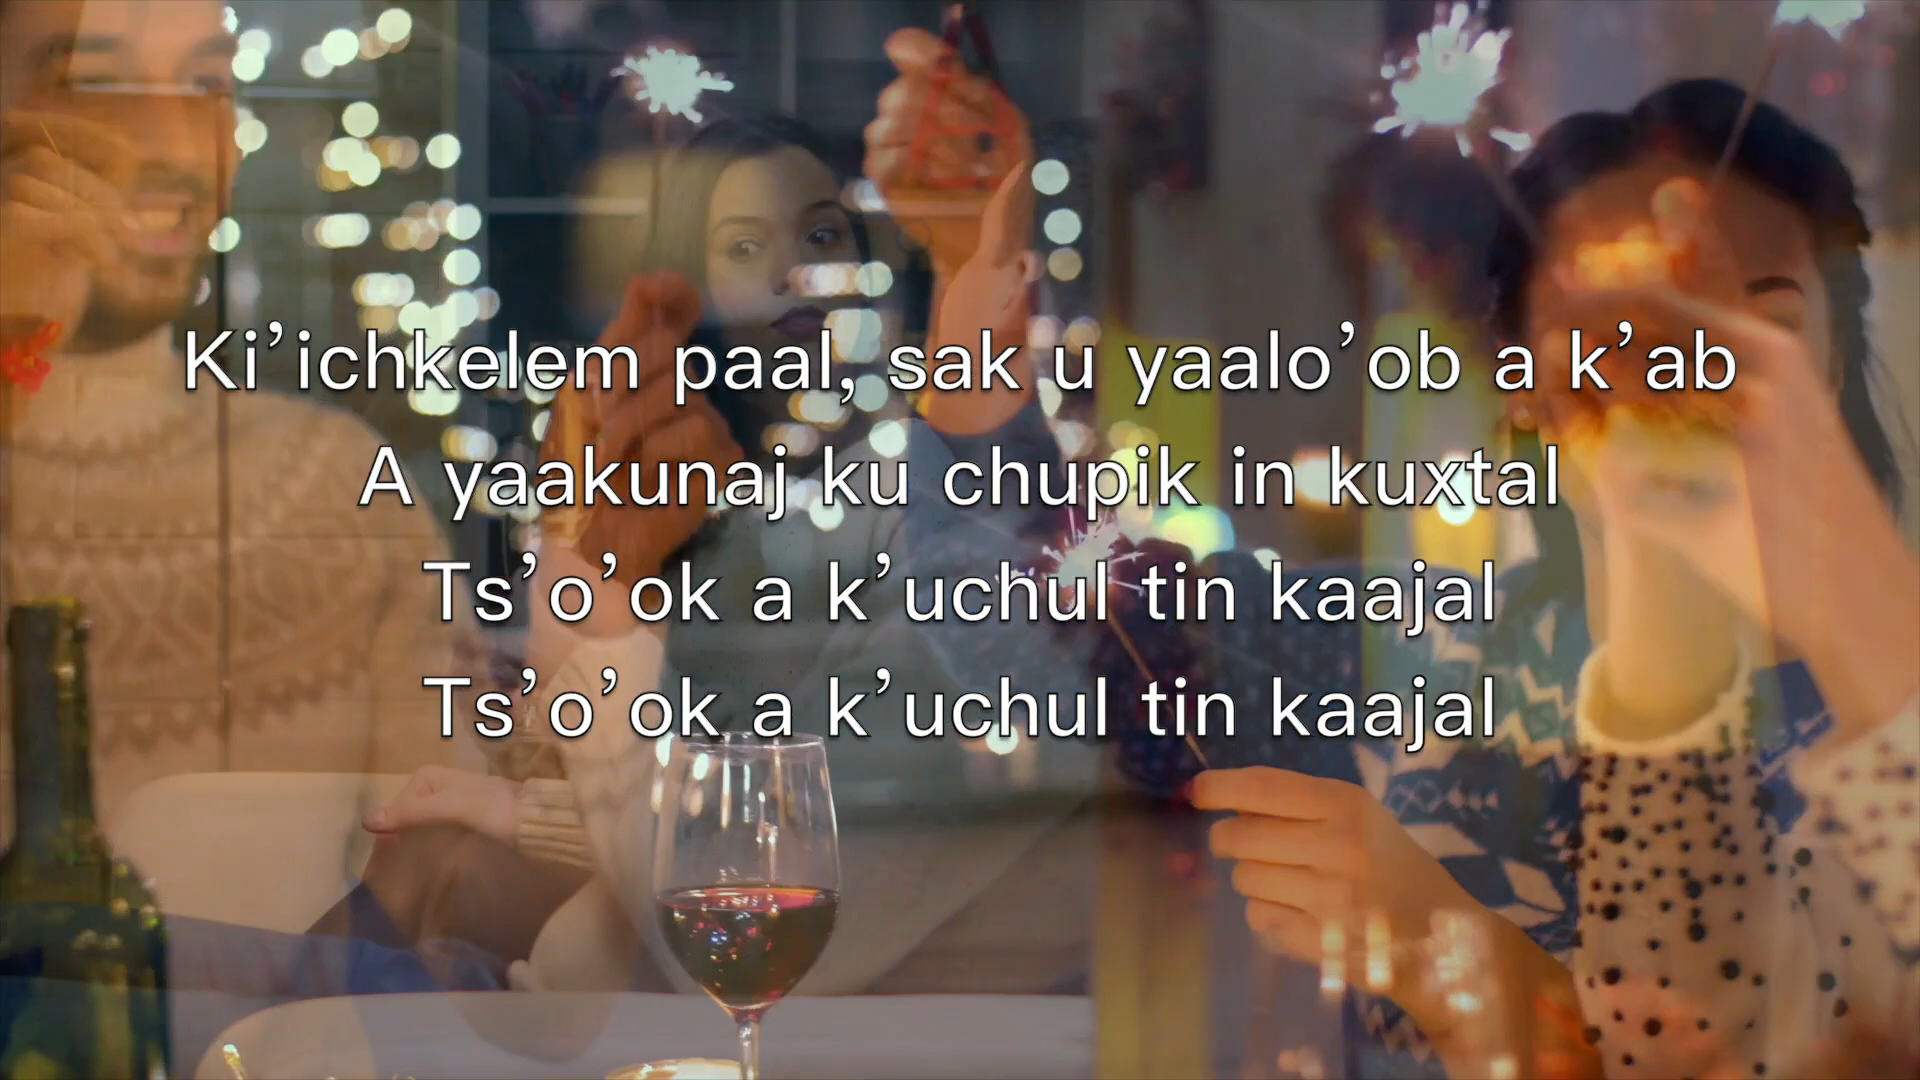 Ki’ichkelem paal, sak u yaalo’ob a k’ab
A yaakunaj ku chupik in kuxtal
Ts’o’ok a k’uchul tin kaajal
Ts’o’ok a k’uchul tin kaajal